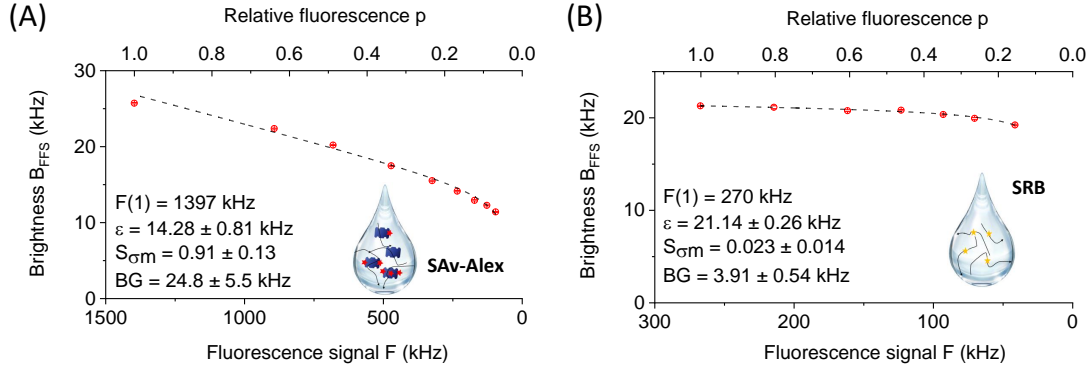 (A)
Relative fluorescence p
1.0 0.8 0.6 0.4 0.2 0.0
30
20
10
0
Brightness B_FFS (kHz)
F(1) = 1397 kHz
ε = 14.28 ± 0.81 kHz
Sσm = 0.91 ± 0.13
BG = 24.8 ± 5.5 kHz
SAv-Alex
1500 1000 500 0
Fluorescence signal F (kHz)
(B)
Relative fluorescence p
1.0 0.8 0.6 0.4 0.2 0.0
20
10
0
Brightness B_FFS (kHz)
SRB
F(1) = 270 kHz
ε = 21.14 ± 0.26 kHz
Sσm = 0.023 ± 0.014
BG = 3.91 ± 0.54 kHz
300 200 100 0
Fluorescence signal F (kHz)